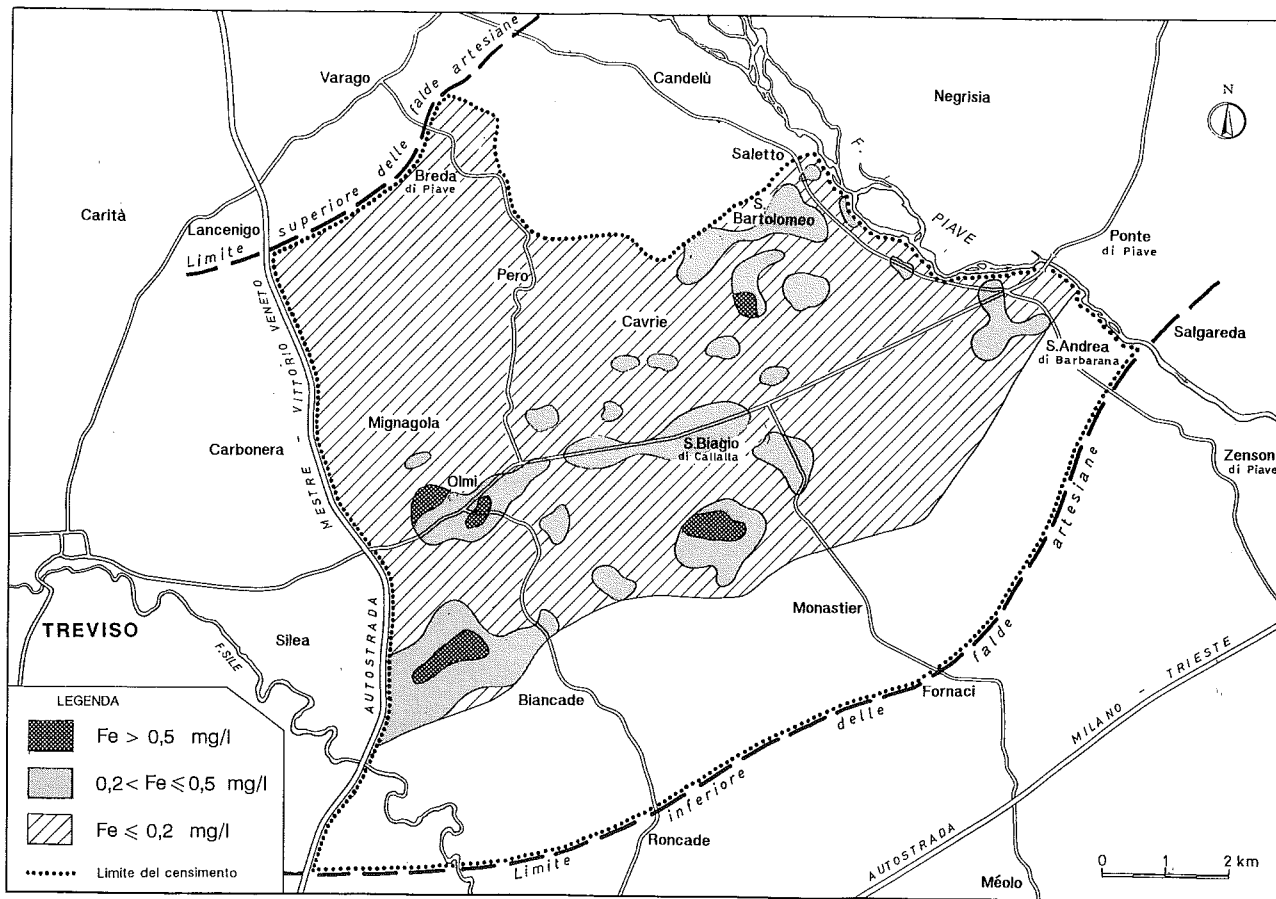 Varago
Candelù
Negrisia
N
Limite superiore delle falde artesiane
Saletto
F. PIAVE
Breda
di Piave
Carità
Lancenigo
S.
Bartolomeo
Ponte
di Piave
Pero
Cavrie
Salgareda
S.Andrea
di Barbarana
AUTOSTRADA MESTRE - VITTORIO VENETO
Mignagola
Carbonera
S.Biagio
di Callalta
Zenson
di Piave
Olmi
TREVISO
Silea
F. SILE
Monastier
Biancade
Fornaci
Limite inferiore delle falde artesiane
Roncade
AUTOSTRADA MILANO - TRIESTE
Méolo
LEGENDA
Fe > 0,5 mg/l
0,2 < Fe ⩽ 0,5 mg/l
Fe ⩽ 0,2 mg/l
Limite del censimento
0 1 2 km